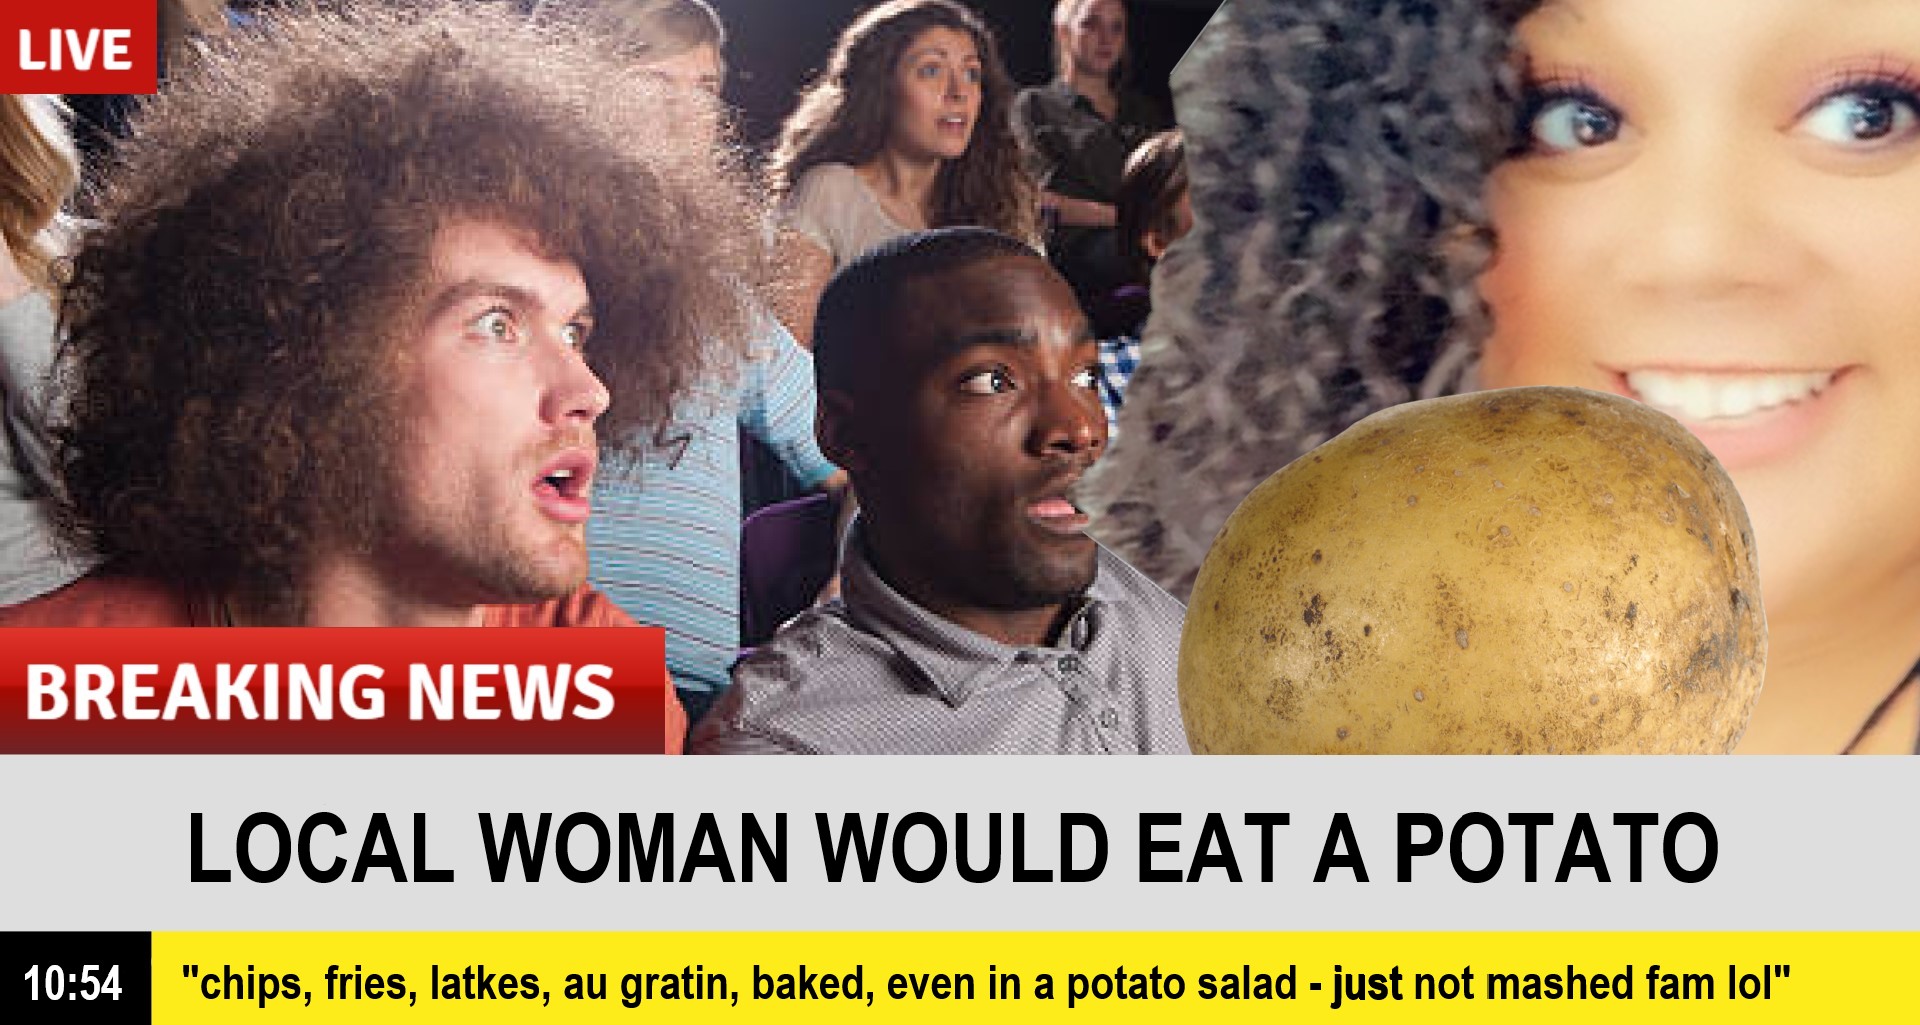 LIVE
BREAKING NEWS
LOCAL WOMAN WOULD EAT A POTATO
10:54
"chips, fries, latkes, au gratin, baked, even in a potato salad - just not mashed fam lol"